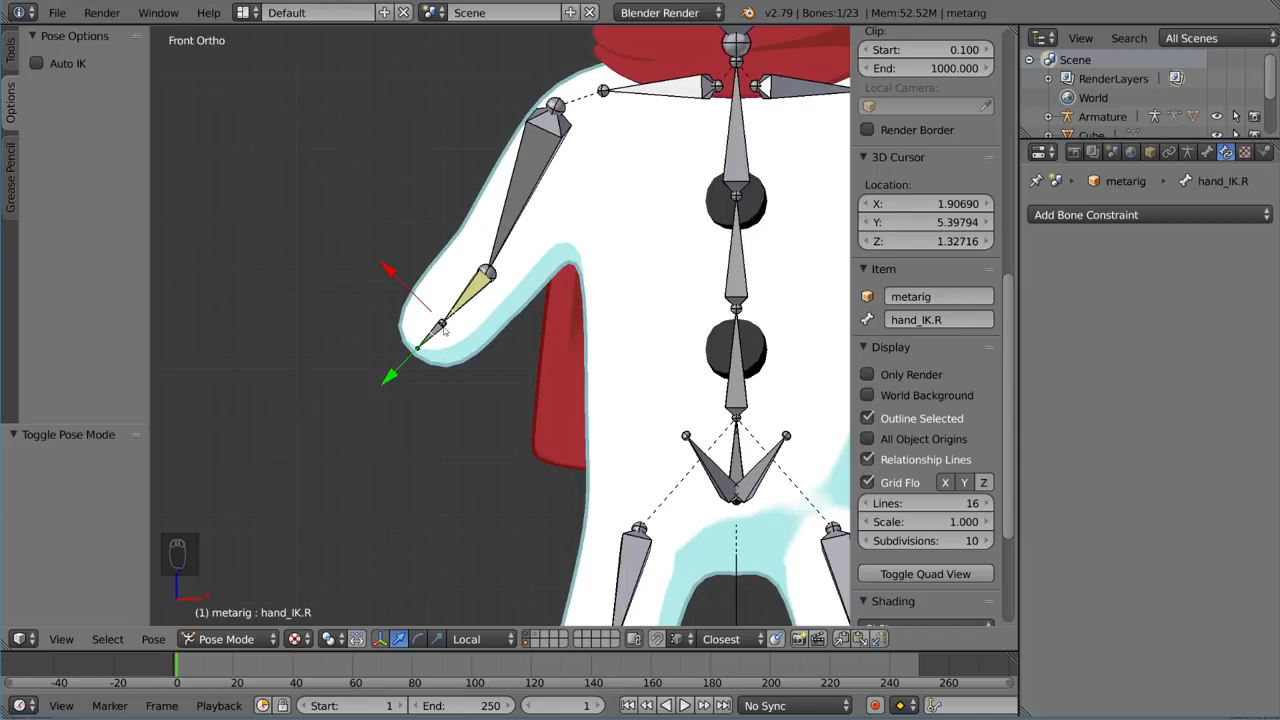 File Render Window Help Default Scene Blender Render v2.79 | Bones:1/23 | Mem:52.52M | metarig
Tools
Options
Grease Pencil
Pose Options
Auto IK
Toggle Pose Mode
Front Ortho
(1) metarig : hand_IK.R
Clip:
Start: 0.100
End: 1000.000
Local Camera:
Render Border
3D Cursor
Location:
X: 1.90690
Y: 5.39794
Z: 1.32716
Item
metarig
hand_IK.R
Display
Only Render
World Background
Outline Selected
All Object Origins
Relationship Lines
Grid Flo X Y Z
Lines: 16
Scale: 1.000
Subdivisions: 10
Toggle Quad View
Shading
View Search All Scenes
Scene
RenderLayers
World
Armature
metarig hand_IK.R
Add Bone Constraint
View Select Pose Pose Mode Local Closest
-40 -20 0 20 40 60 80 100 120 140 160 180 200 220 240 260
View Marker Frame Playback Start: 1 End: 250 1 No Sync